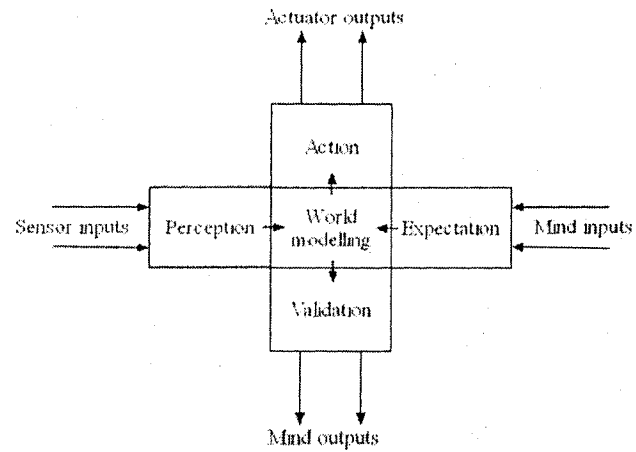 Actuator outputs
Action
Sensor inputs
Perception
World
modelling
Expectation
Mind inputs
Validation
Mind outputs